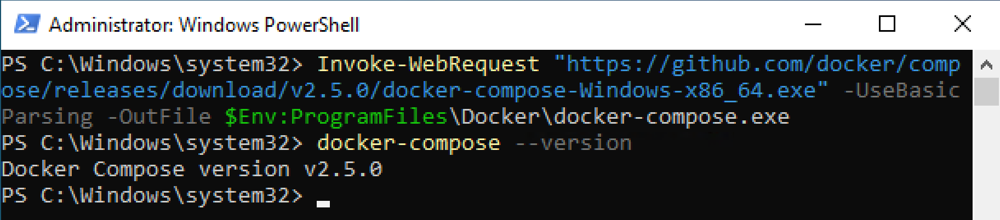 Administrator: Windows PowerShell
PS C:\Windows\system32> Invoke-WebRequest "https://github.com/docker/comp
ose/releases/download/v2.5.0/docker-compose-Windows-x86_64.exe" -UseBasic
Parsing -OutFile $Env:ProgramFiles\Docker\docker-compose.exe
PS C:\Windows\system32> docker-compose --version
Docker Compose version v2.5.0
PS C:\Windows\system32>